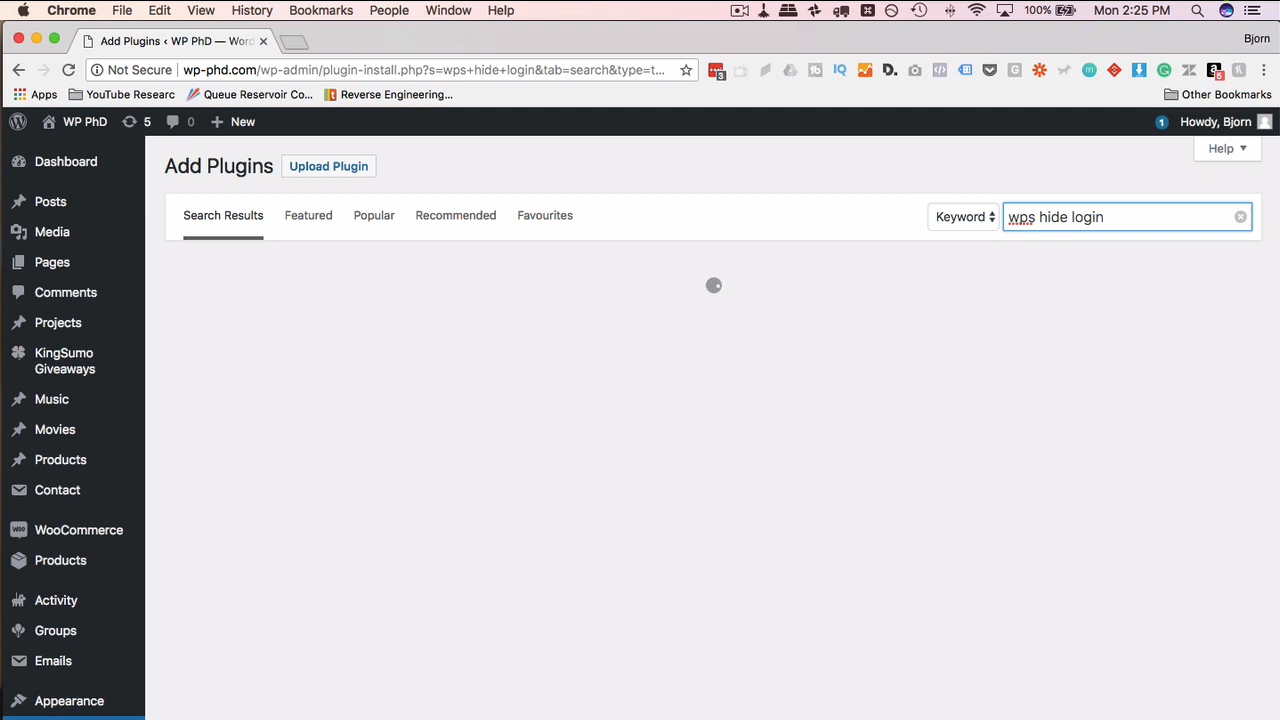 Chrome File Edit View History Bookmarks People Window Help 100% Mon 2:25 PM
Add Plugins ‹ WP PhD — Word
Bjorn
Not Secure wp-phd.com/wp-admin/plugin-install.php?s=wps+hide+login&tab=search&type=t...
Apps YouTube Researc Queue Reservoir Co... Reverse Engineering... Other Bookmarks
WP PhD 5 0 New 1 Howdy, Bjorn
Help
Add Plugins Upload Plugin
Search Results Featured Popular Recommended Favourites Keyword wps hide login
Dashboard
Posts
Media
Pages
Comments
Projects
KingSumo
Giveaways
Music
Movies
Products
Contact
WooCommerce
Products
Activity
Groups
Emails
Appearance